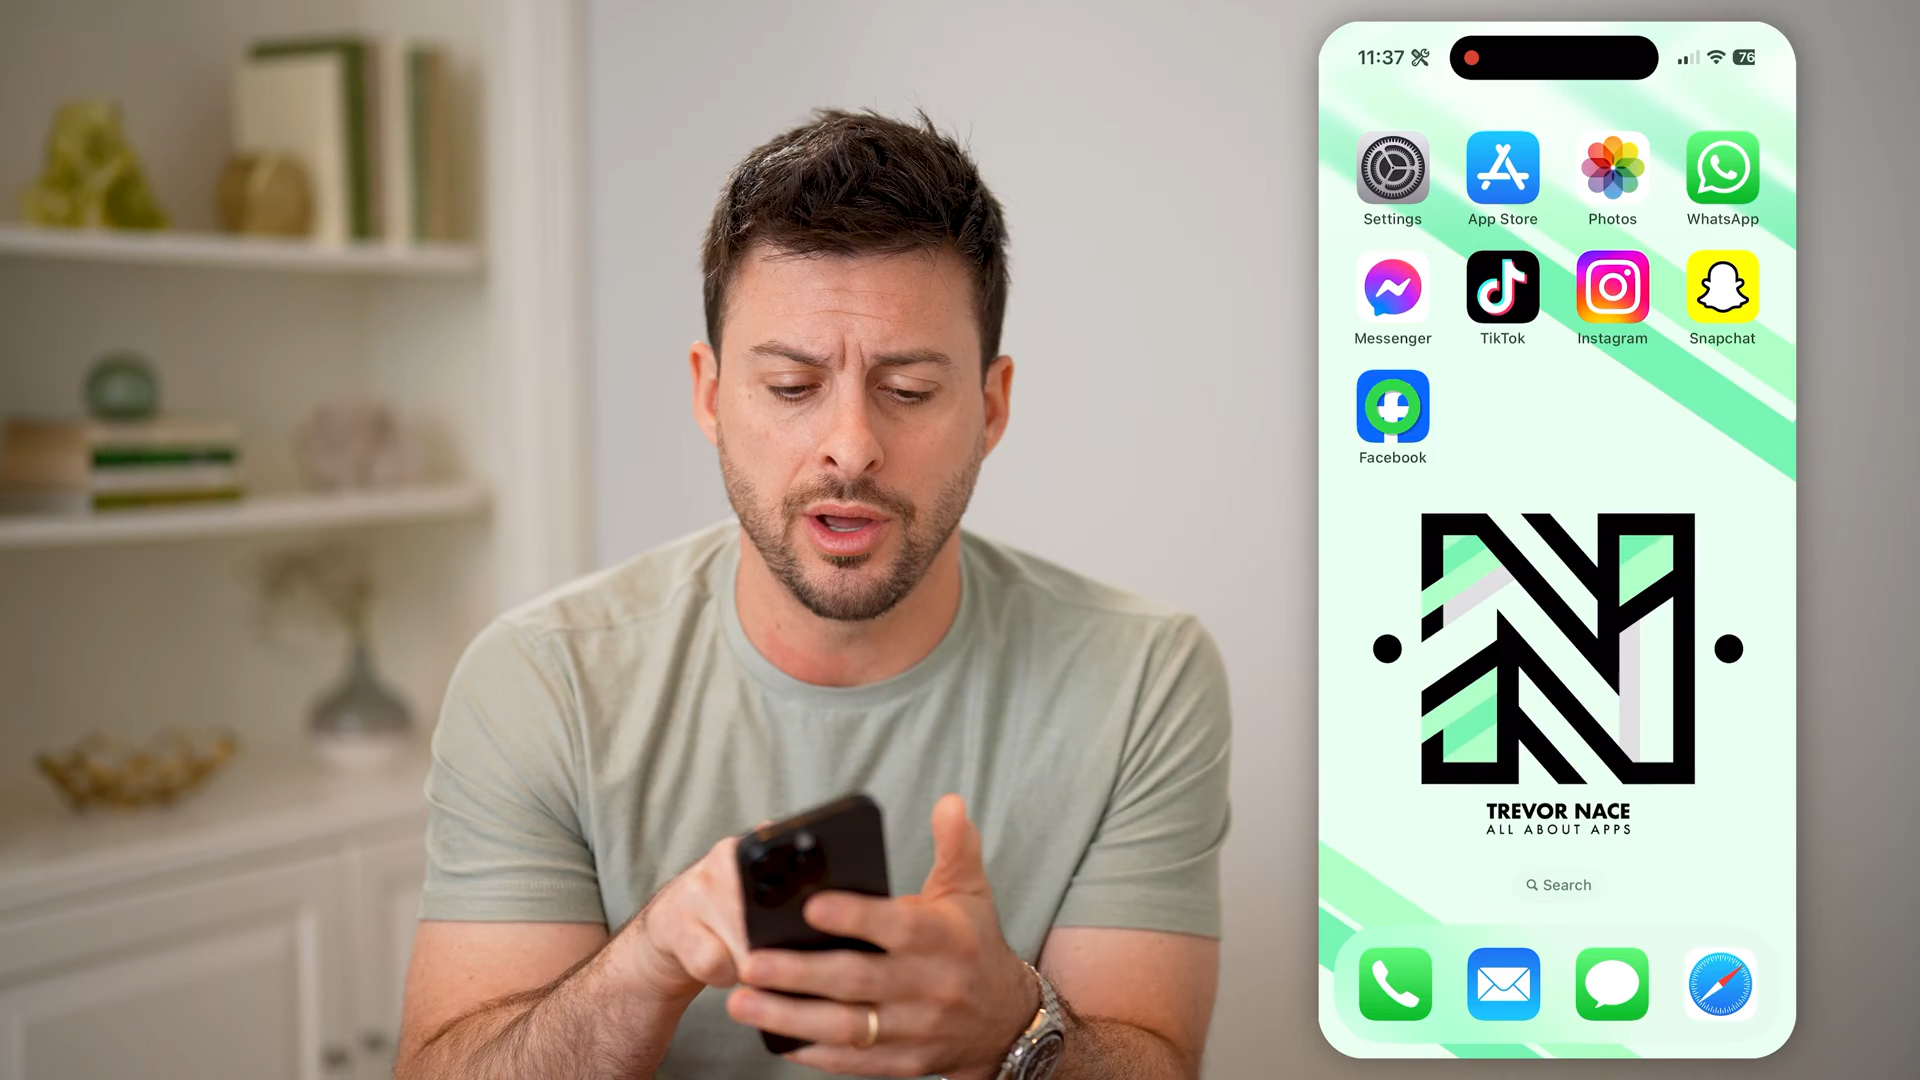 11:37
76
Settings
App Store
Photos
WhatsApp
Messenger
TikTok
Instagram
Snapchat
Facebook
TREVOR NACE
ALL ABOUT APPS
Search